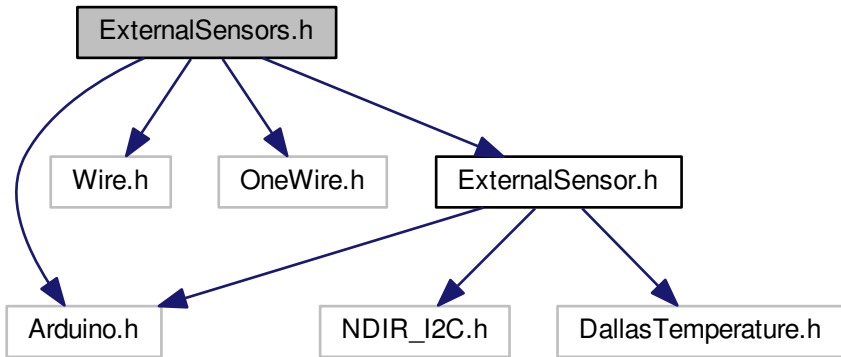 ExternalSensors.h
Wire.h
OneWire.h
ExternalSensor.h
Arduino.h
NDIR_I2C.h
DallasTemperature.h